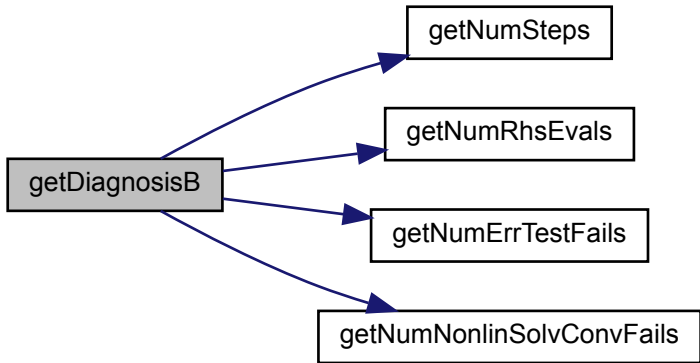 getNumSteps
getNumRhsEvals
getDiagnosisB
getNumErrTestFails
getNumNonlinSolvConvFails